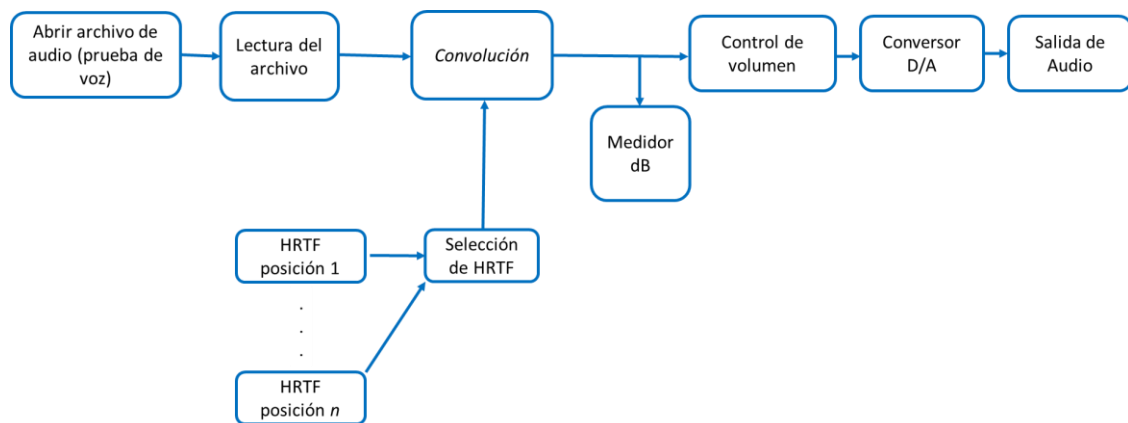 Abrir archivo de
audio (prueba de
voz)
Lectura del
archivo
Convolución
Control de
volumen
Conversor
D/A
Salida de
Audio
Medidor
dB
HRTF
posición 1
Selección
de HRTF
.
.
.
HRTF
posición n